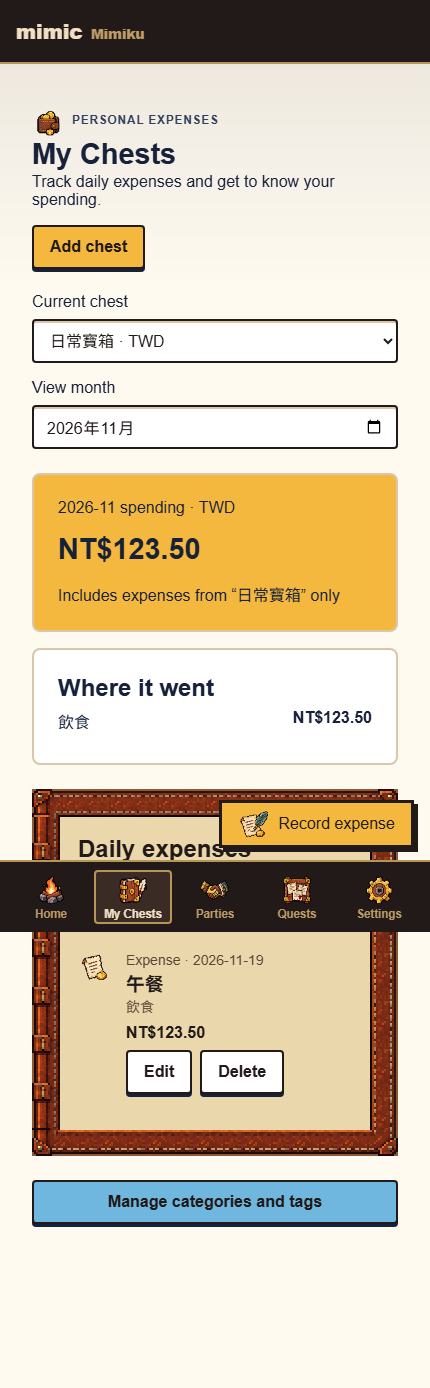 mimic Mimiku
PERSONAL EXPENSES
My Chests
Track daily expenses and get to know your
spending.
Add chest
Current chest
日常寶箱 · TWD
View month
2026年11月
2026-11 spending · TWD
NT$123.50
Includes expenses from “日常寶箱” only
Where it went
飲食 NT$123.50
Record expense
Daily expenses
Home My Chests Parties Quests Settings
Expense · 2026-11-19
午餐
飲食
NT$123.50
Edit Delete
Manage categories and tags